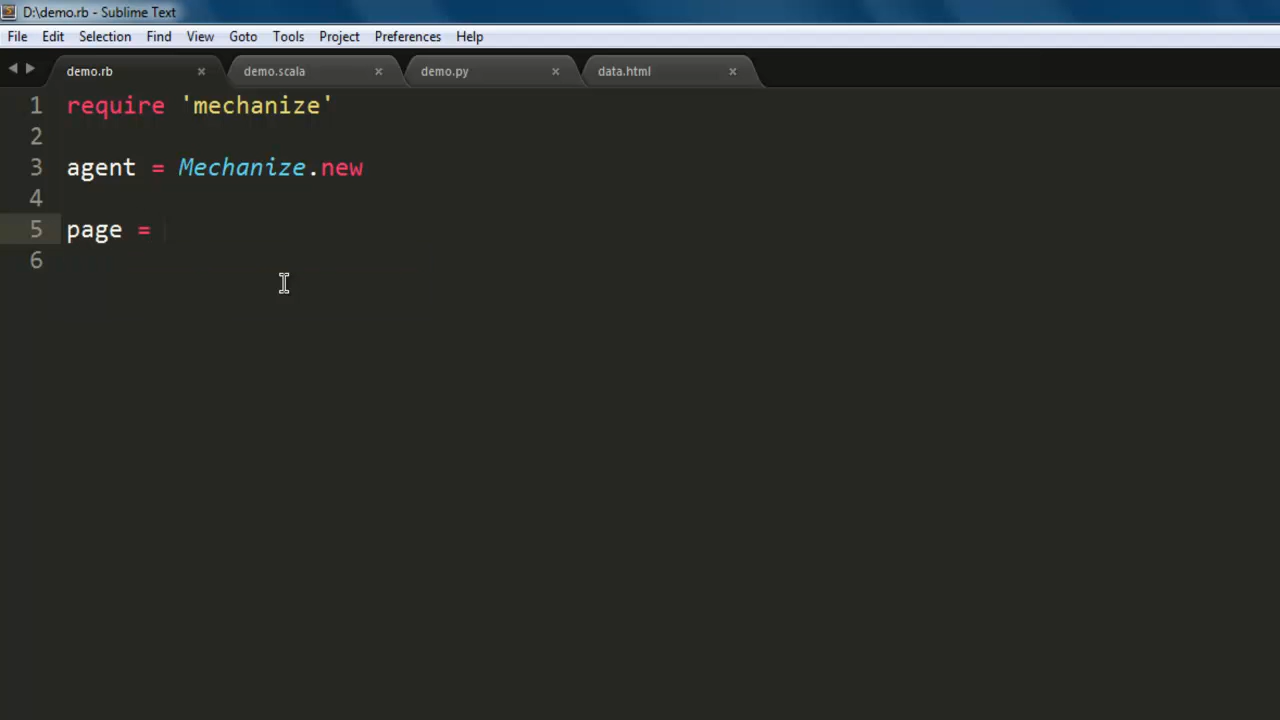 D:\demo.rb - Sublime Text
File Edit Selection Find View Goto Tools Project Preferences Help
demo.rb × demo.scala × demo.py × data.html ×
1 require 'mechanize'
2
3 agent = Mechanize.new
4
5 page =
6